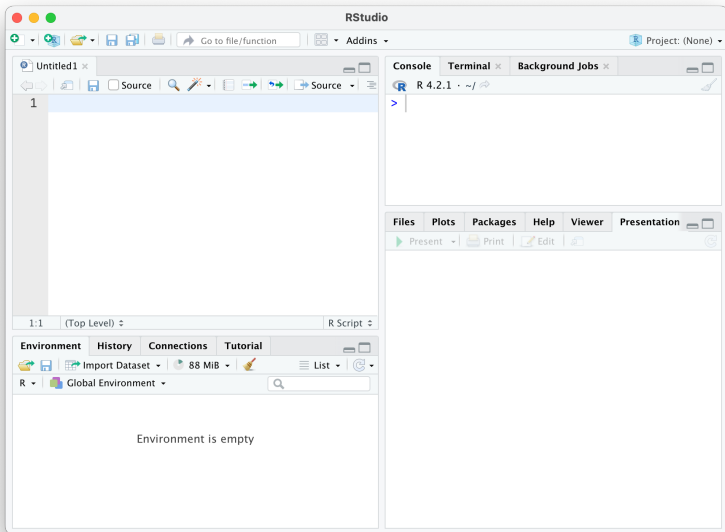 RStudio
Go to file/function
Addins
Project: (None)
Untitled1
Source
Source
1
1:1
(Top Level)
R Script
Console
Terminal
Background Jobs
R 4.2.1 · ~/
>
Environment
History
Connections
Tutorial
Import Dataset
88 MiB
List
R
Global Environment
Environment is empty
Files
Plots
Packages
Help
Viewer
Presentation
Present
Print
Edit